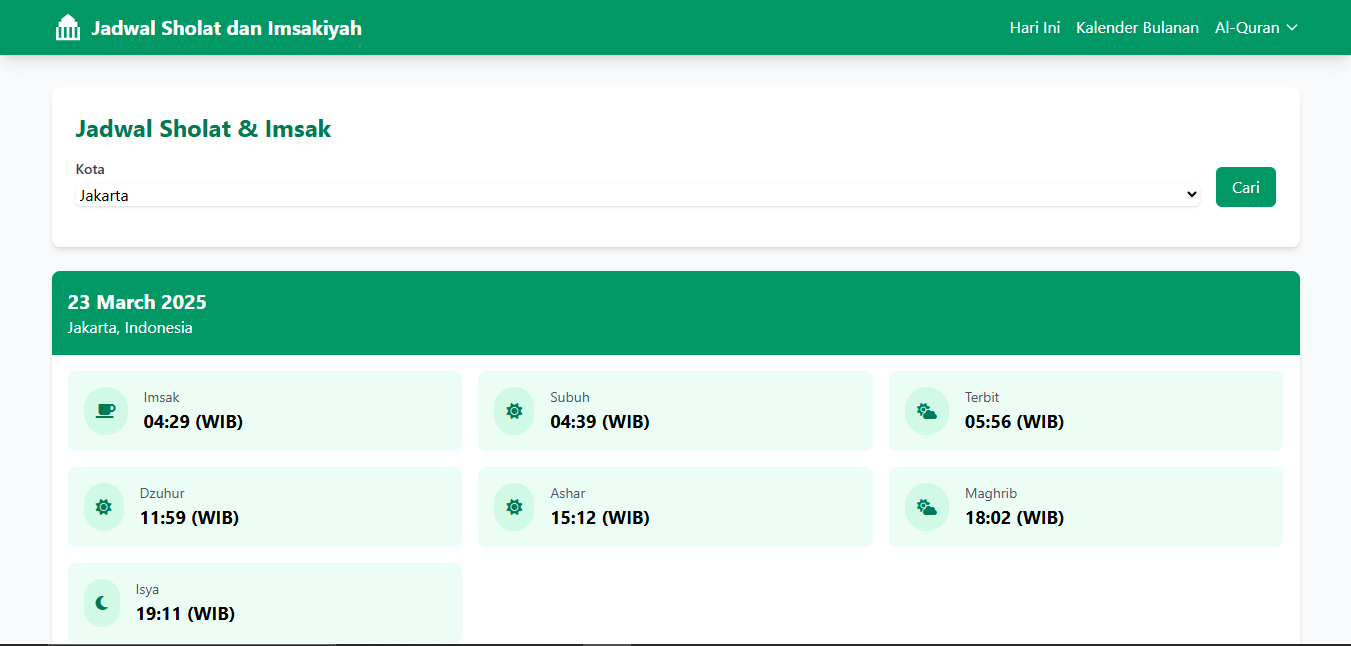 Jadwal Sholat dan Imsakiyah
Hari Ini
Kalender Bulanan
Al-Quran
Jadwal Sholat & Imsak
Kota
Jakarta
Cari
23 March 2025
Jakarta, Indonesia
Imsak
04:29 (WIB)
Subuh
04:39 (WIB)
Terbit
05:56 (WIB)
Dzuhur
11:59 (WIB)
Ashar
15:12 (WIB)
Maghrib
18:02 (WIB)
Isya
19:11 (WIB)